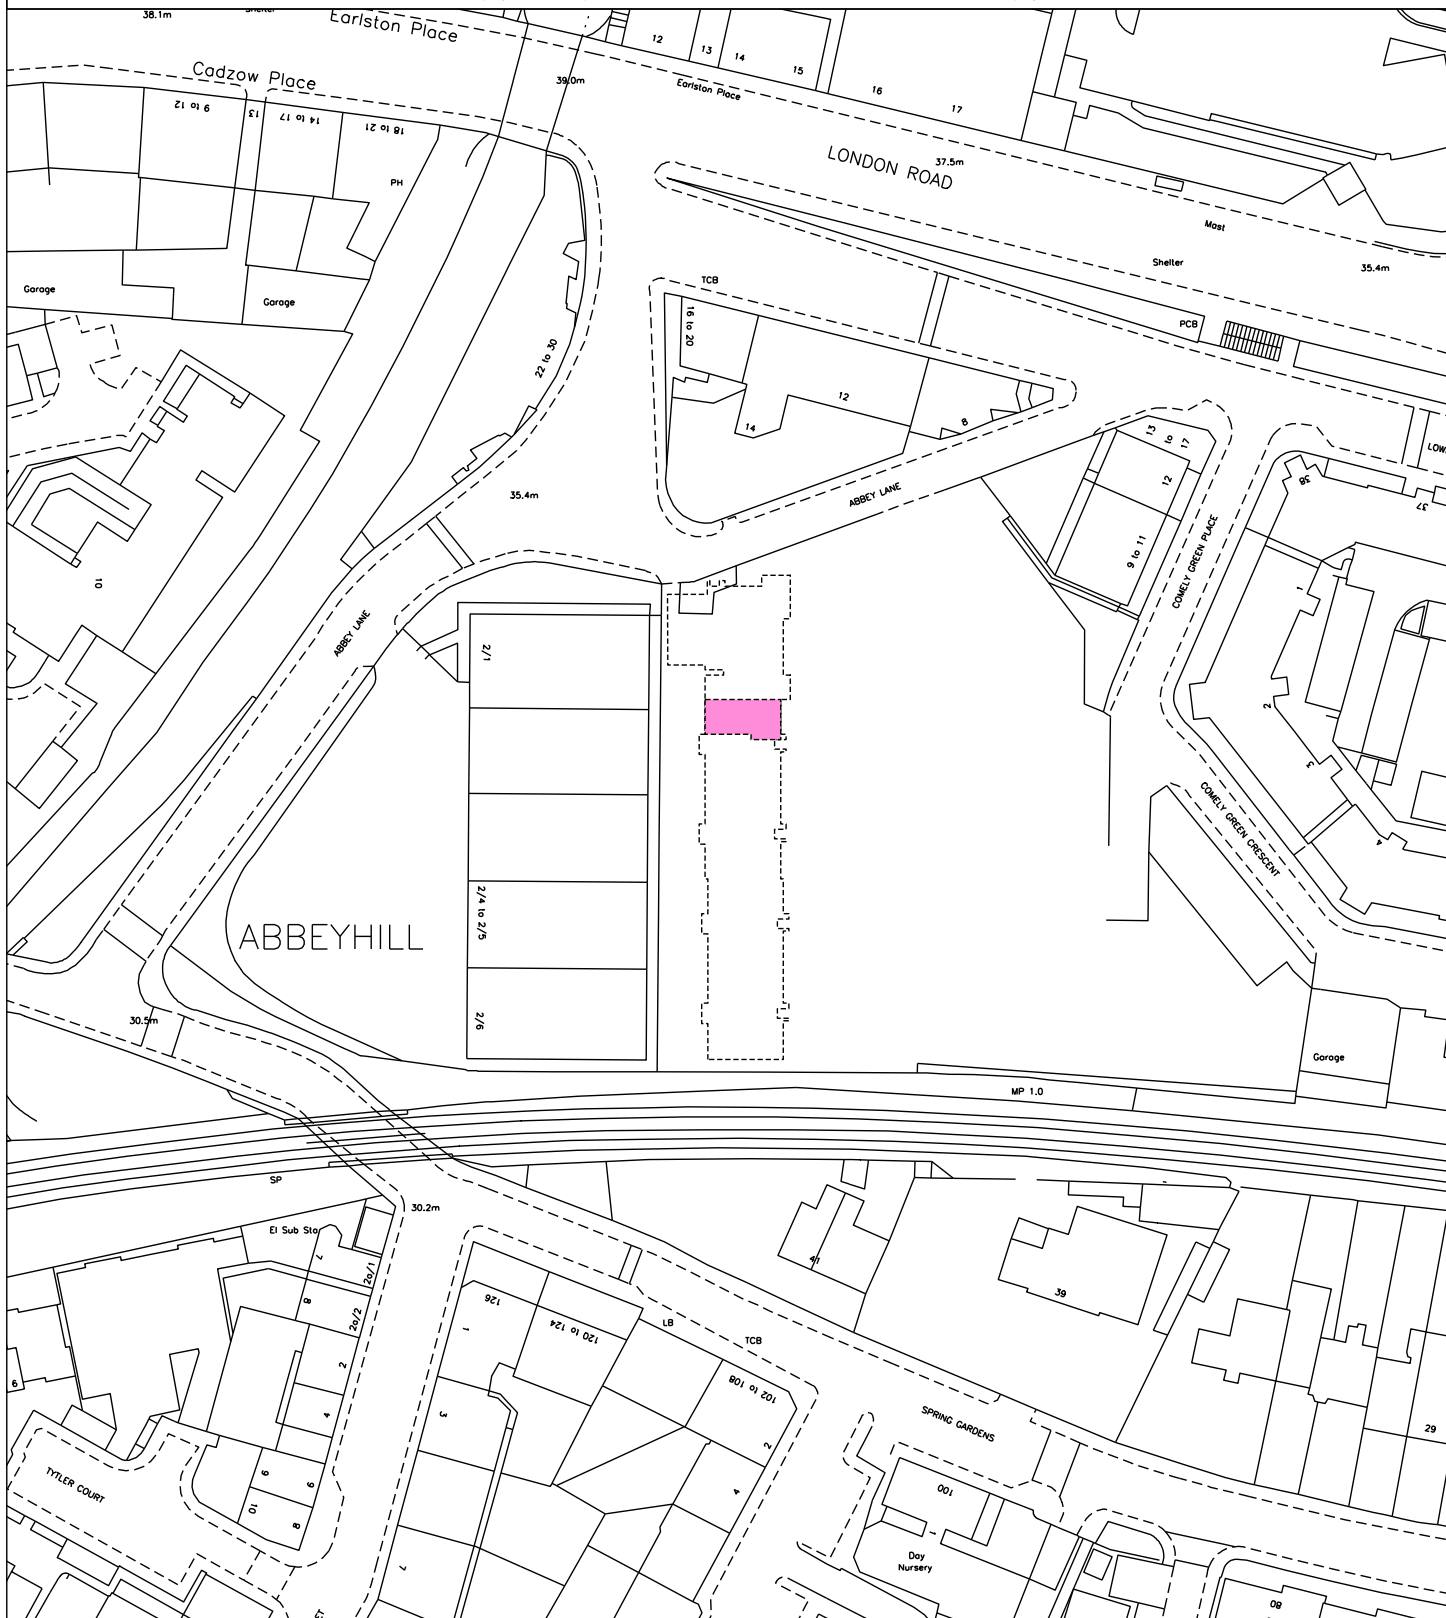 38.1m
Shelter
Earlston Place
12
13
14
15
16
17
Cadzow Place
39.0m
Earlston Place
9 to 12
13
14 to 17
18 to 21
PH
LONDON ROAD
37.5m
Mast
Shelter
35.4m
Garage
Garage
TCB
16 to 20
PCB
22 to 30
12
14
8
13
to
17
12
9 to 11
38
37
35.4m
ABBEY LANE
COMELY GREEN PLACE
10
ABBEY LANE
2/1
1
2
3
4
COMELY GREEN CRESCENT
2/4 to 2/5
ABBEYHILL
2/6
30.5m
Garage
MP 1.0
SP
30.2m
El Sub Sta
7
2a/1
8
2a/2
41
39
126
120 to 124
1
LB
TCB
102 to 108
2
4
2
3
4
6
9
6
10
8
7
SPRING GARDENS
29
TYTLER COURT
100
Day
Nursery
80